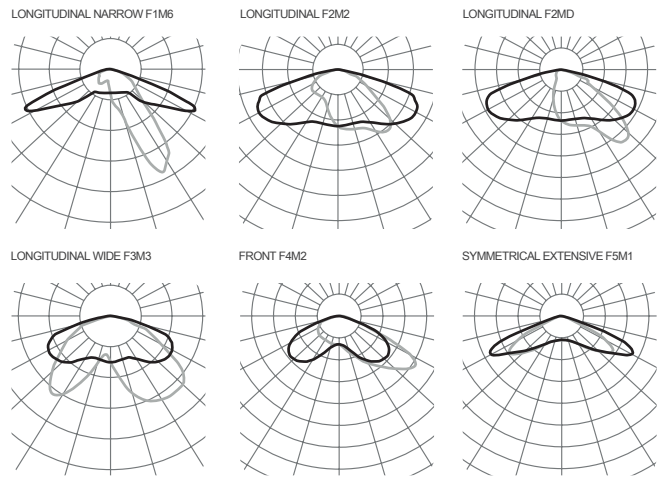 LONGITUDINAL NARROW F1M6
LONGITUDINAL F2M2
LONGITUDINAL F2MD
LONGITUDINAL WIDE F3M3
FRONT F4M2
SYMMETRICAL EXTENSIVE F5M1